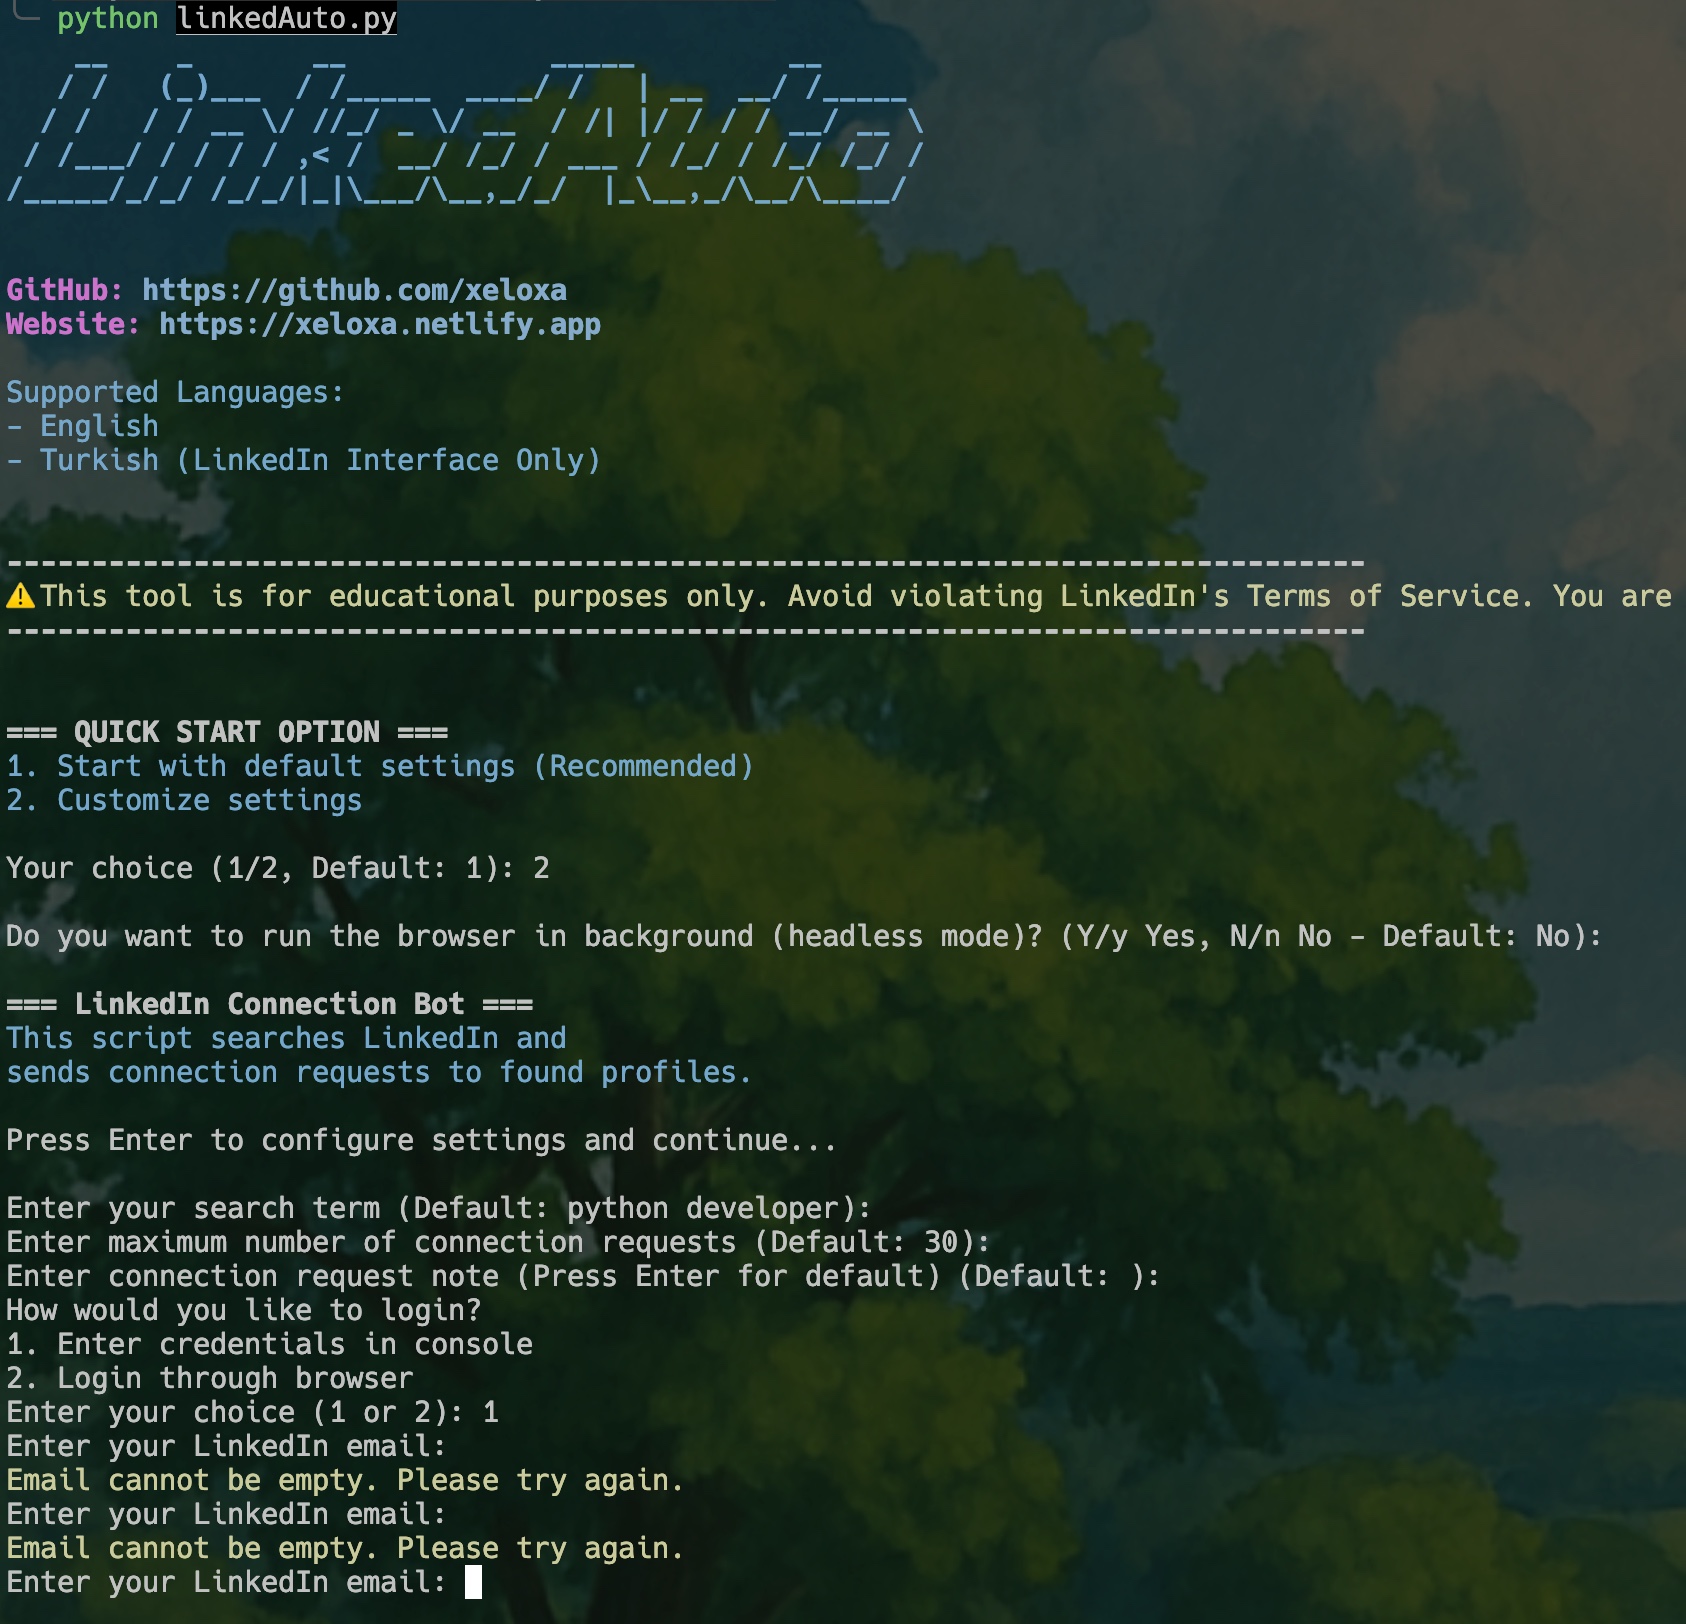 python linkedAuto.py
LinkedAuto
GitHub: https://github.com/xeloxa
Website: https://xeloxa.netlify.app
Supported Languages:
- English
- Turkish (LinkedIn Interface Only)
--------------------------------------------------------------------------------
⚠️This tool is for educational purposes only. Avoid violating LinkedIn's Terms of Service. You are
--------------------------------------------------------------------------------
=== QUICK START OPTION ===
1. Start with default settings (Recommended)
2. Customize settings
Your choice (1/2, Default: 1): 2
Do you want to run the browser in background (headless mode)? (Y/y Yes, N/n No - Default: No):
=== LinkedIn Connection Bot ===
This script searches LinkedIn and
sends connection requests to found profiles.
Press Enter to configure settings and continue...
Enter your search term (Default: python developer):
Enter maximum number of connection requests (Default: 30):
Enter connection request note (Press Enter for default) (Default: ):
How would you like to login?
1. Enter credentials in console
2. Login through browser
Enter your choice (1 or 2): 1
Enter your LinkedIn email:
Email cannot be empty. Please try again.
Enter your LinkedIn email:
Email cannot be empty. Please try again.
Enter your LinkedIn email: